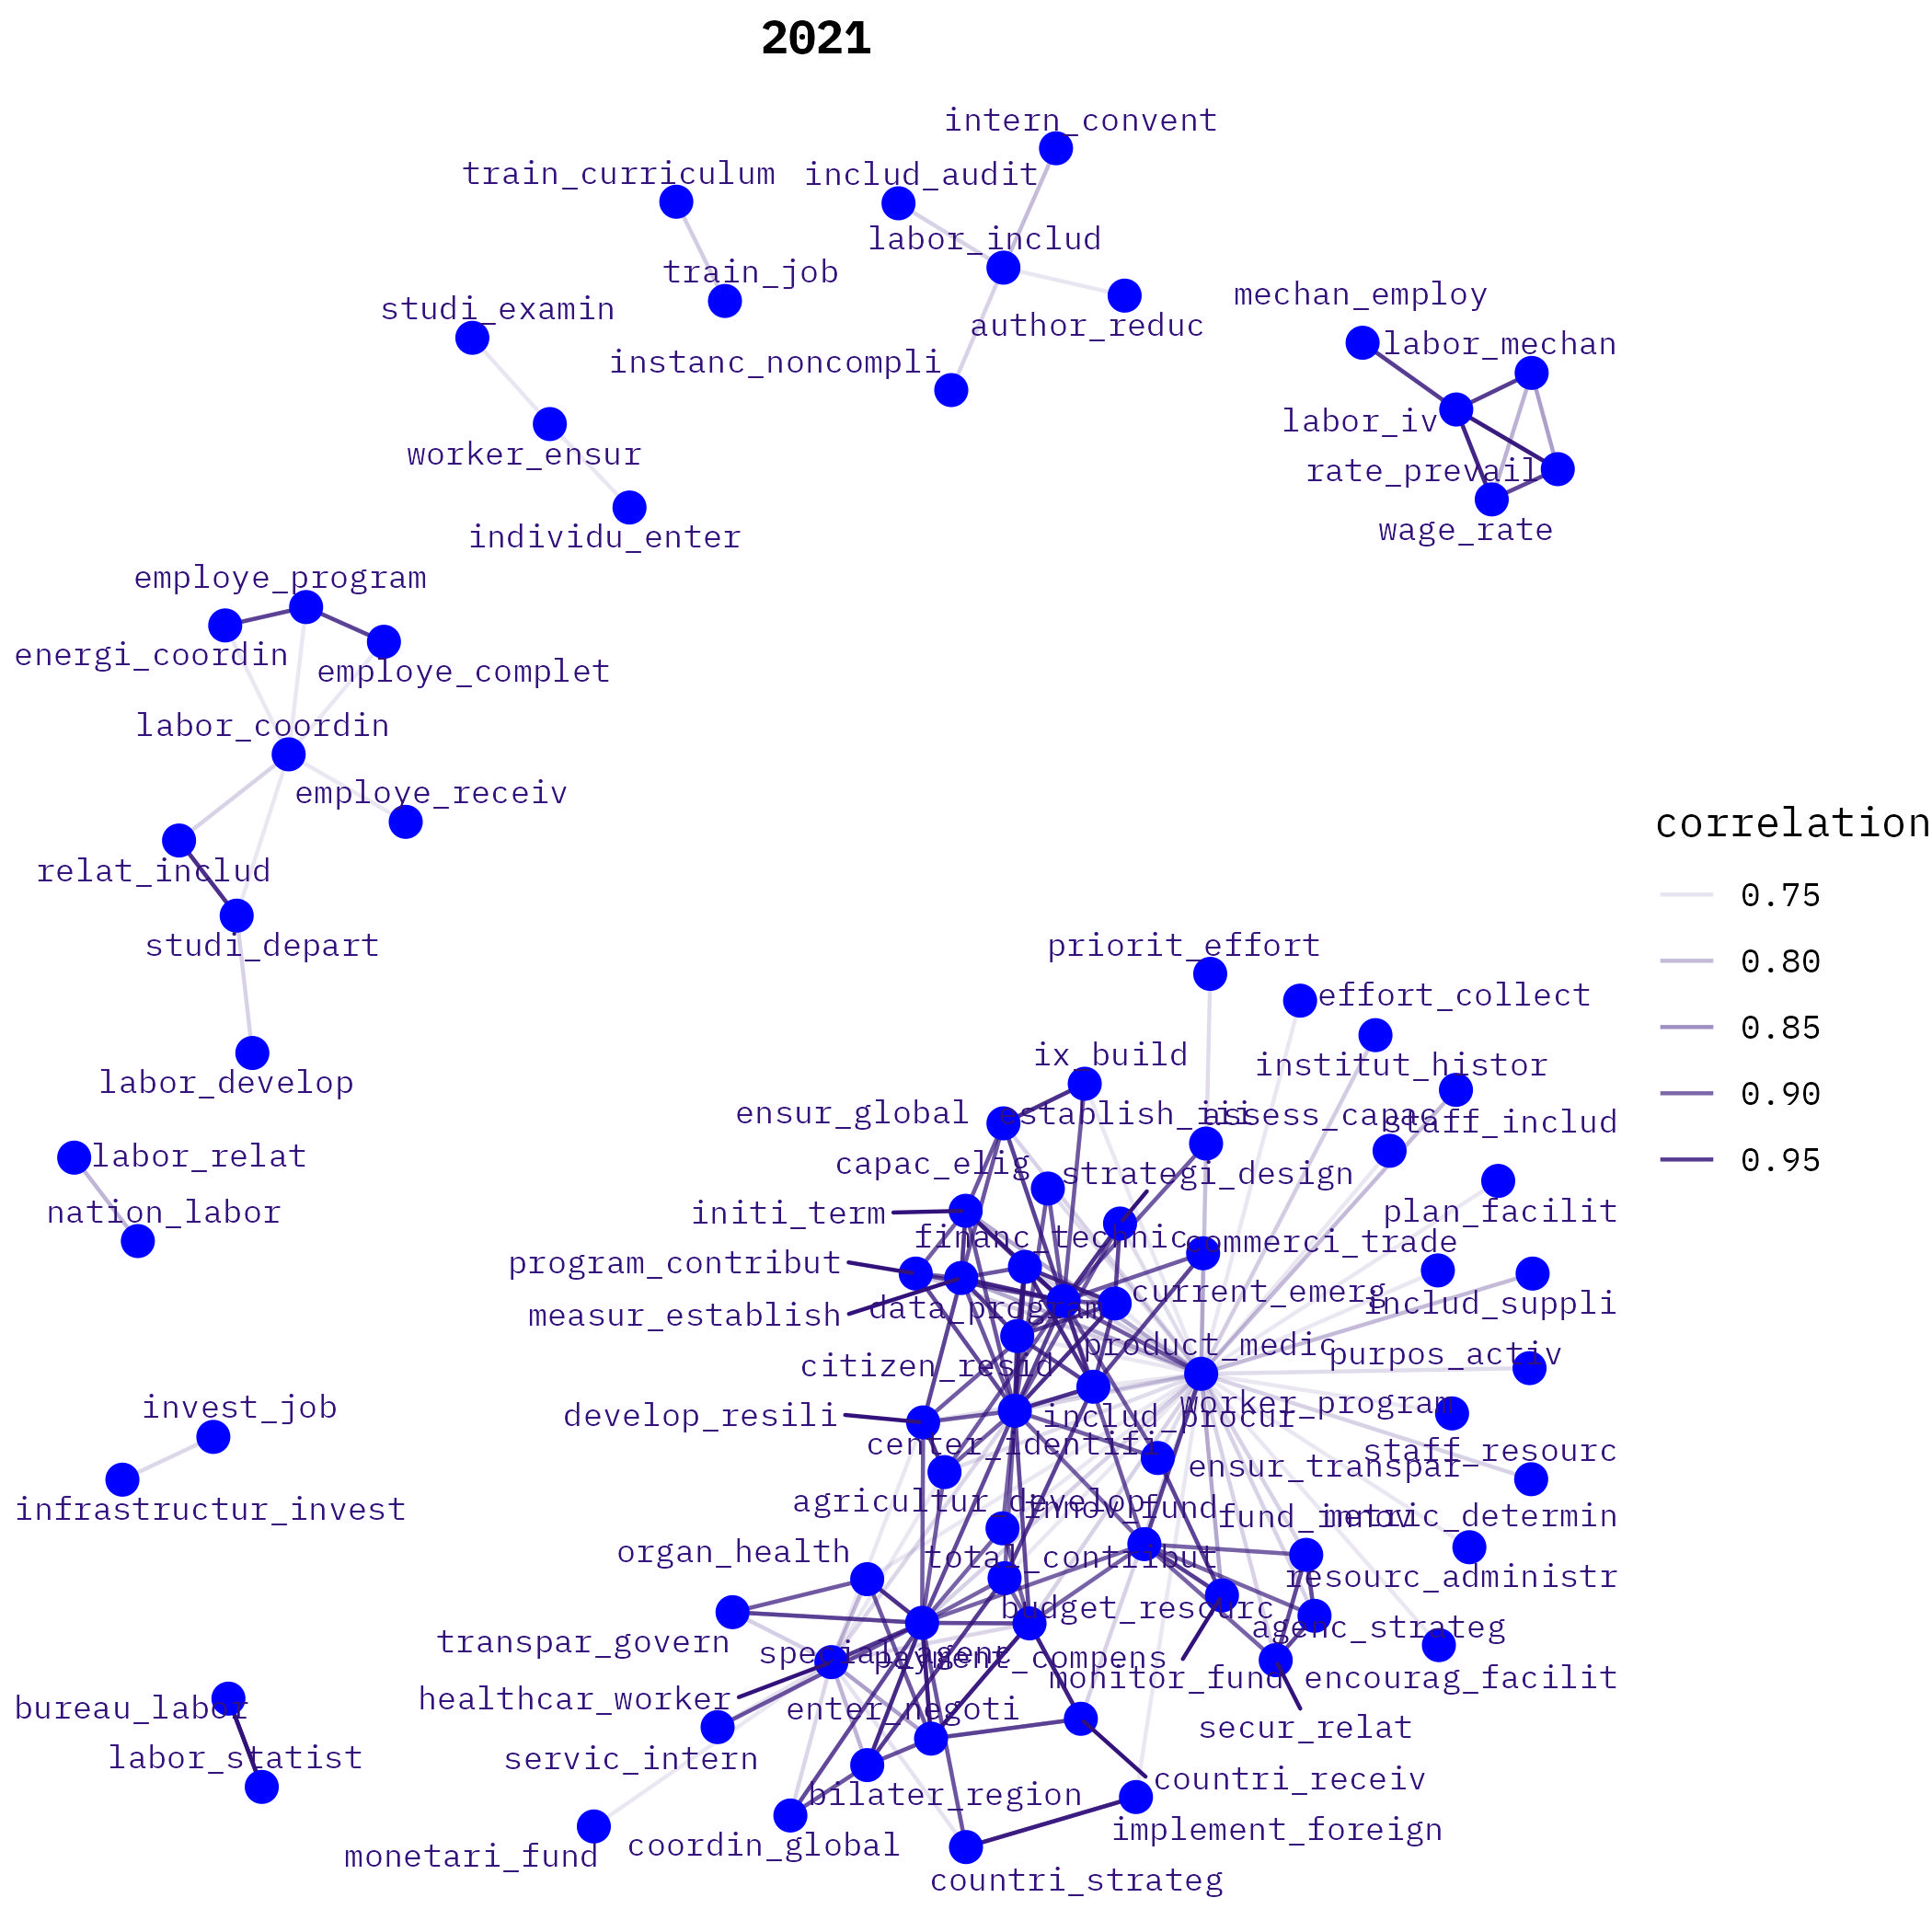 2021
intern_convent
train_curriculum
includ_audit
labor_includ
train_job
mechan_employ
studi_examin
author_reduc
labor_mechan
instanc_noncompli
labor_iv
worker_ensur
rate_prevail
wage_rate
individu_enter
employe_program
energi_coordin
employe_complet
labor_coordin
employe_receiv
correlation
relat_includ
0.75
studi_depart
priorit_effort
0.80
effort_collect
0.85
ix_build
institut_histor
labor_develop
0.90
ensur_global
establish_iii
assess_capac
staff_includ
labor_relat
capac_elig
strategi_design
0.95
nation_labor
initi_term
plan_facilit
financ_technic
commerci_trade
program_contribut
current_emerg
includ_suppli
measur_establish
data_program
product_medic
purpos_activ
citizen_resid
invest_job
develop_resili
worker_program
includ_procur
center_identifi
staff_resourc
ensur_transpar
infrastructur_invest
agricultur_develop
innov_fund
fund_innov
metric_determin
organ_health
total_contribut
resourc_administr
budget_resourc
agenc_strateg
transpar_govern
special_agent
payment_compens
monitor_fund
encourag_facilit
healthcar_worker
bureau_labor
enter_negoti
secur_relat
labor_statist
servic_intern
countri_receiv
bilater_region
implement_foreign
coordin_global
monetari_fund
countri_strateg